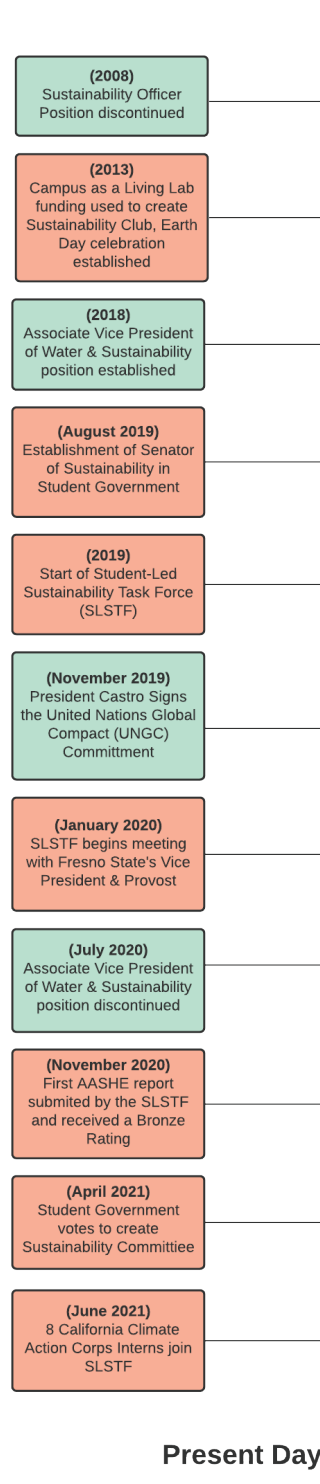 (2008)
Sustainability Officer
Position discontinued
(2013)
Campus as a Living Lab
funding used to create
Sustainability Club, Earth
Day celebration
established
(2018)
Associate Vice President
of Water & Sustainability
position established
(August 2019)
Establishment of Senator
of Sustainability in
Student Government
(2019)
Start of Student-Led
Sustainability Task Force
(SLSTF)
(November 2019)
President Castro Signs
the United Nations Global
Compact (UNGC)
Committment
(January 2020)
SLSTF begins meeting
with Fresno State's Vice
President & Provost
(July 2020)
Associate Vice President
of Water & Sustainability
position discontinued
(November 2020)
First AASHE report
submited by the SLSTF
and received a Bronze
Rating
(April 2021)
Student Government
votes to create
Sustainability Committiee
(June 2021)
8 California Climate
Action Corps Interns join
SLSTF
Present Day